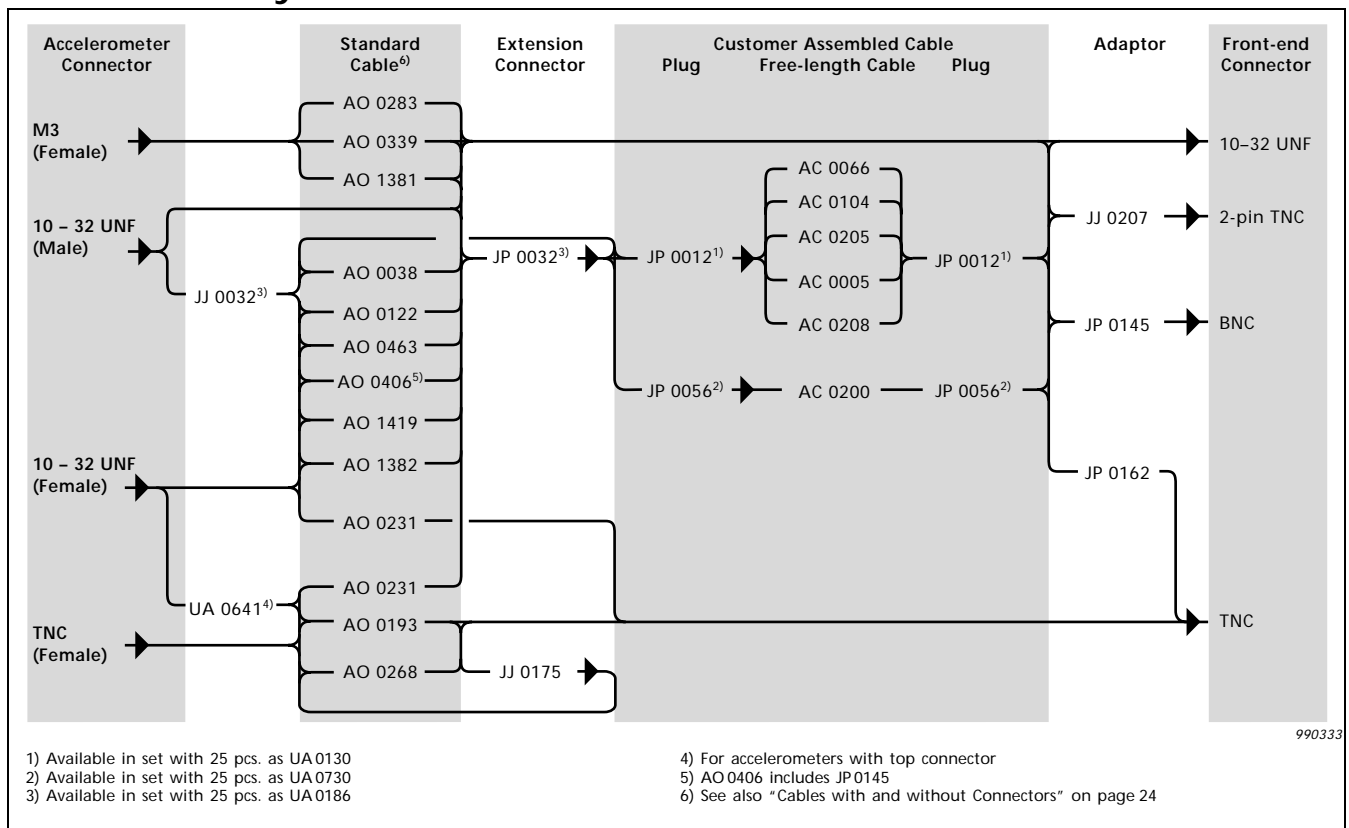 Accelerometer Connector
Standard Cable6)
Extension Connector
Customer Assembled Cable
Plug Free-length Cable Plug
Adaptor
Front-end Connector
M3 (Female)
10 – 32 UNF (Male)
10 – 32 UNF (Female)
TNC (Female)
JJ 00323)
UA 06414)
AO 0283
AO 0339
AO 1381
AO 0038
AO 0122
AO 0463
AO 04065)
AO 1419
AO 1382
AO 0231
AO 0231
AO 0193
AO 0268
JP 00323)
JJ 0175
JP 00121)
JP 00562)
AC 0066
AC 0104
AC 0205
AC 0005
AC 0208
AC 0200
JP 00121)
JP 00562)
JJ 0207
JP 0145
JP 0162
10–32 UNF
2-pin TNC
BNC
TNC
990333
1) Available in set with 25 pcs. as UA 0130
2) Available in set with 25 pcs. as UA 0730
3) Available in set with 25 pcs. as UA 0186
4) For accelerometers with top connector
5) AO 0406 includes JP 0145
6) See also "Cables with and without Connectors" on page 24